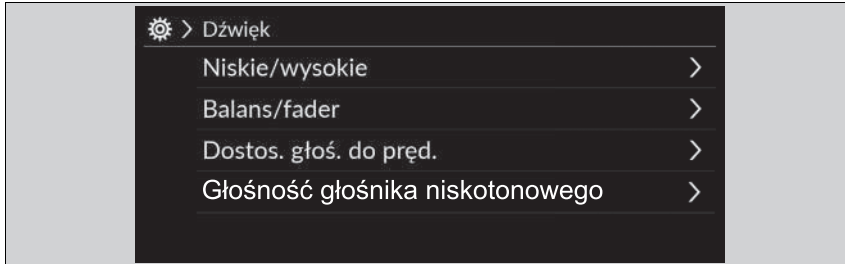 > Dźwięk
Niskie/wysokie >
Balans/fader >
Dostos. głoś. do pręd. >
Głośność głośnika niskotonowego >